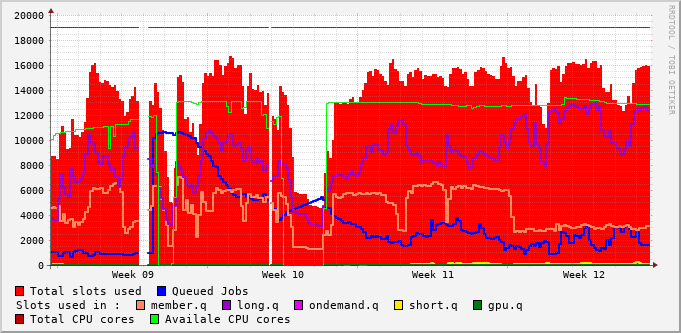 RRDTOOL / TOBI OETIKER
20000
18000
16000
14000
12000
10000
8000
6000
4000
2000
0
Week 09 Week 10 Week 11 Week 12
Total slots used Queued Jobs
Slots used in : member.q long.q ondemand.q short.q gpu.q
Total CPU cores Availale CPU cores